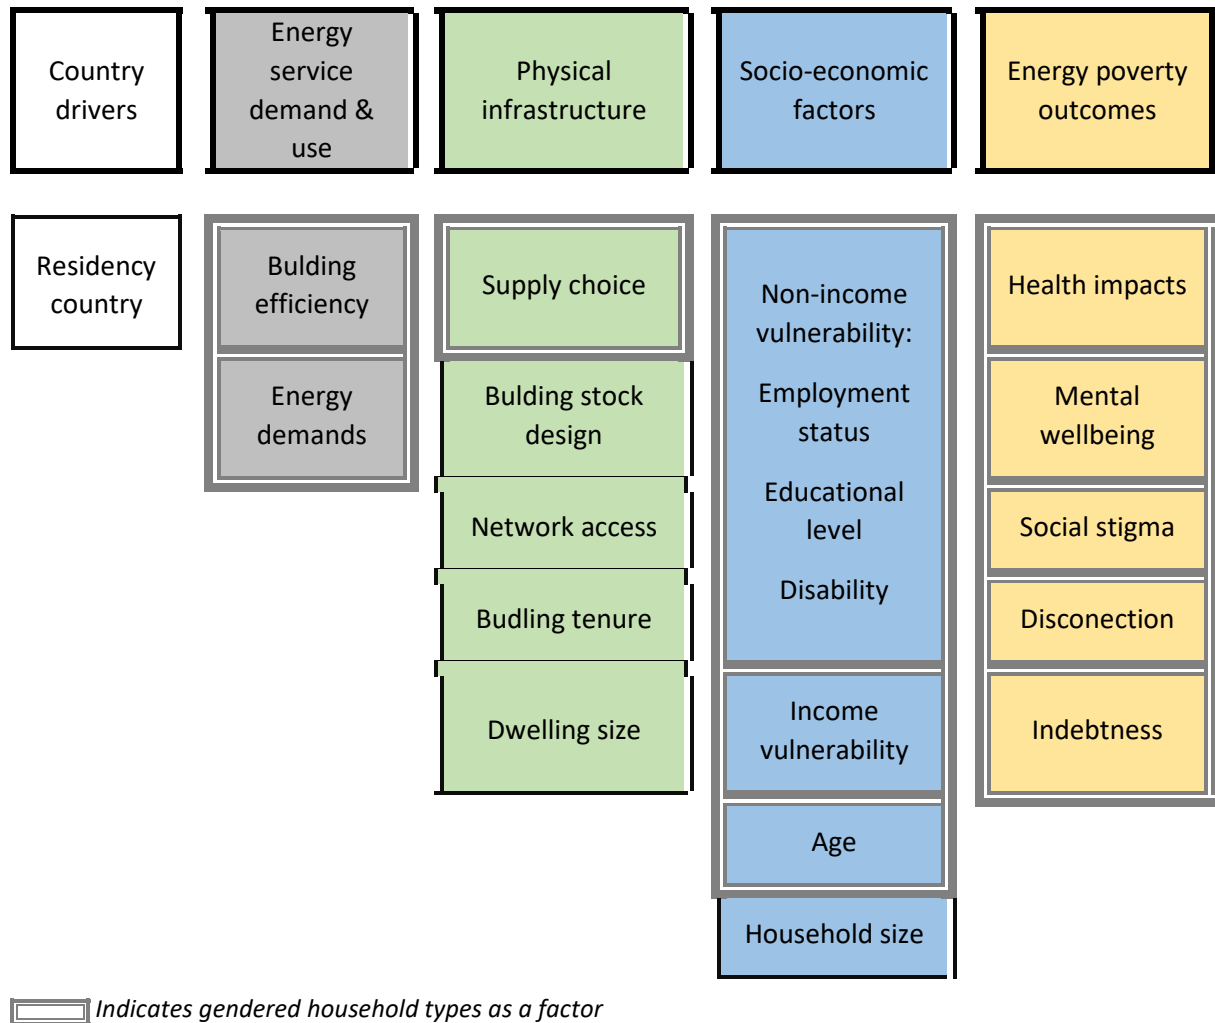 Country
drivers
Energy
service
demand &
use
Physical
infrastructure
Socio-economic
factors
Energy poverty
outcomes
Residency
country
Bulding
efficiency
Energy
demands
Supply choice
Bulding stock
design
Network access
Budling tenure
Dwelling size
Non-income
vulnerability:
Employment
status
Educational
level
Disability
Income
vulnerability
Age
Household size
Health impacts
Mental
wellbeing
Social stigma
Disconection
Indebtness
Indicates gendered household types as a factor